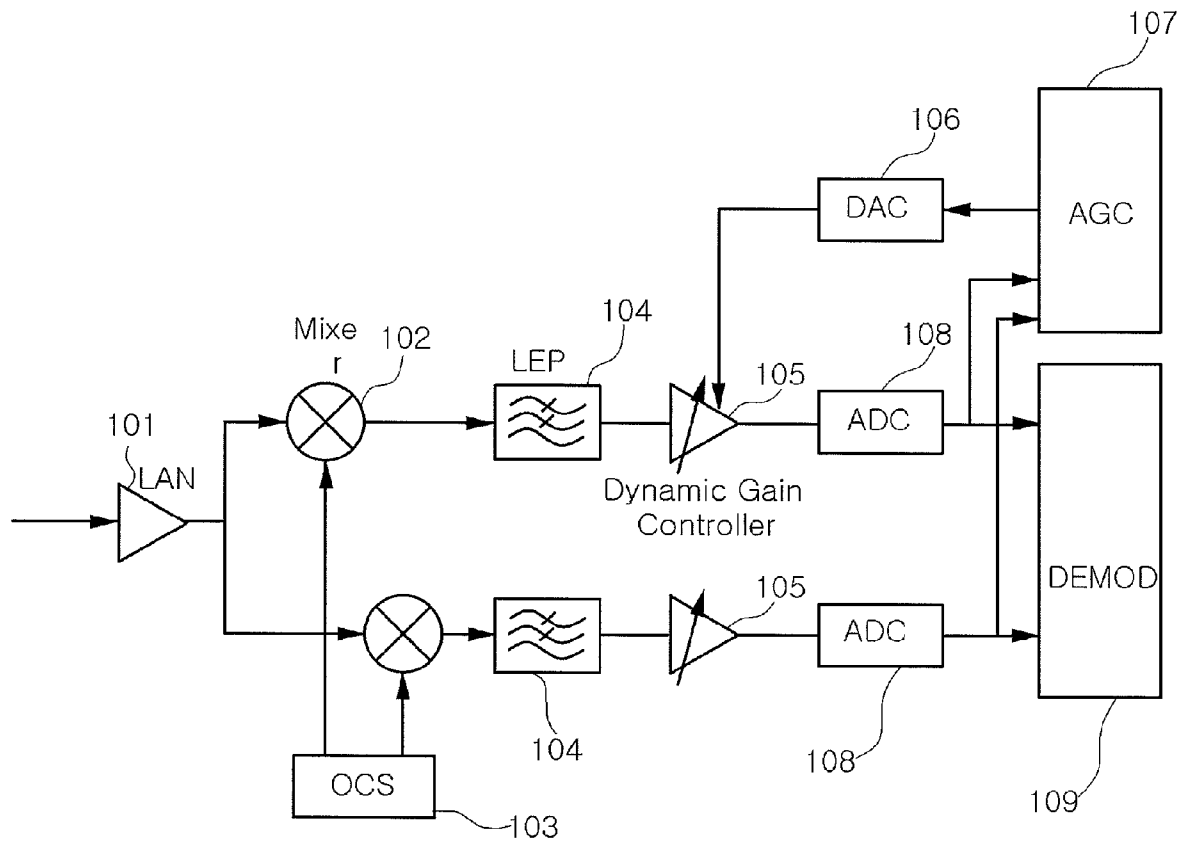 107
106
DAC
AGC
Mixe
r
102
104
LEP
108
105
ADC
101
LAN
Dynamic Gain
Controller
105
ADC
DEMOD
104
108
OCS
103
109